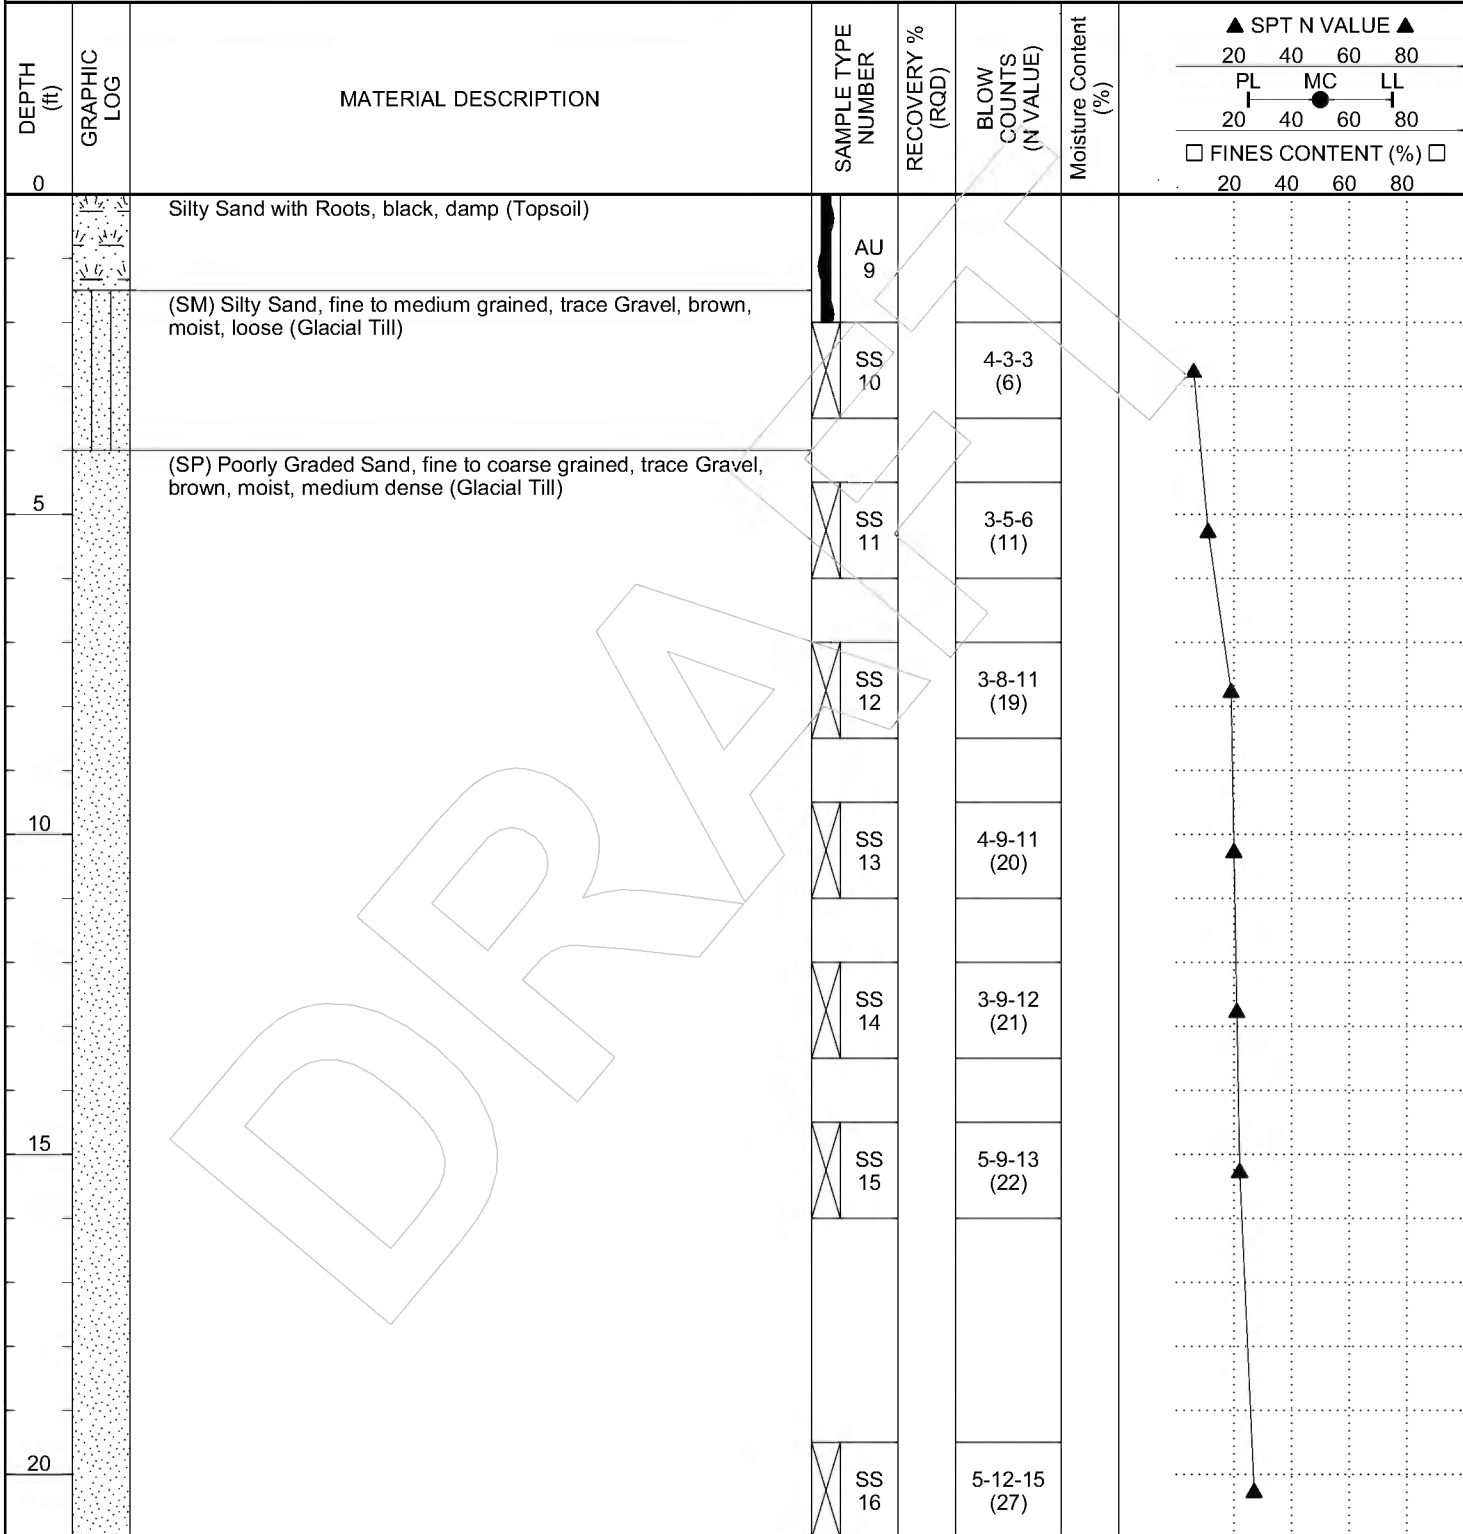 DEPTH
(ft)
GRAPHIC
LOG
MATERIAL DESCRIPTION
SAMPLE TYPE
NUMBER
RECOVERY %
(RQD)
BLOW
COUNTS
(N VALUE)
Moisture Content
(%)
▲ SPT N VALUE ▲
20 40 60 80
PL MC LL
20 40 60 80
□ FINES CONTENT (%) □
20 40 60 80
0
Silty Sand with Roots, black, damp (Topsoil)
AU
9
(SM) Silty Sand, fine to medium grained, trace Gravel, brown,
moist, loose (Glacial Till)
SS
10
4-3-3
(6)
(SP) Poorly Graded Sand, fine to coarse grained, trace Gravel,
brown, moist, medium dense (Glacial Till)
5
SS
11
3-5-6
(11)
SS
12
3-8-11
(19)
10
SS
13
4-9-11
(20)
SS
14
3-9-12
(21)
15
SS
15
5-9-13
(22)
20
SS
16
5-12-15
(27)
DRAFT